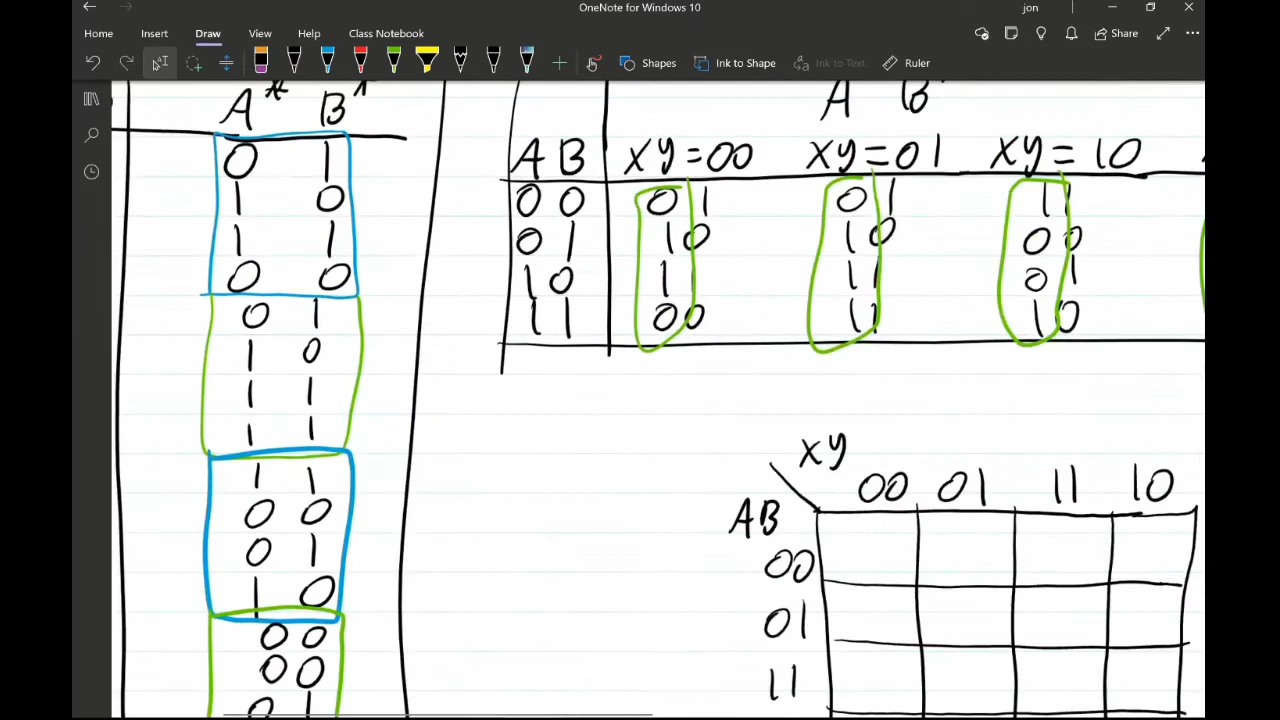 OneNote for Windows 10
jon
Home Insert Draw View Help Class Notebook
Share
Shapes Ink to Shape Ink to Text Ruler
A* B*
0 1
1 0
1 1
0 0
0 1
1 0
1 1
1 1
1 1
0 0
0 1
1 0
0 0
0 0
0 1
A B
A B XY=00 XY=01 XY=10
0 0 0 1 0 1 1 1
0 1 1 0 1 0 0 0
1 0 1 1 1 1 0 1
1 1 0 0 1 1 1 0
XY
00 01 11 10
AB
00
01
11